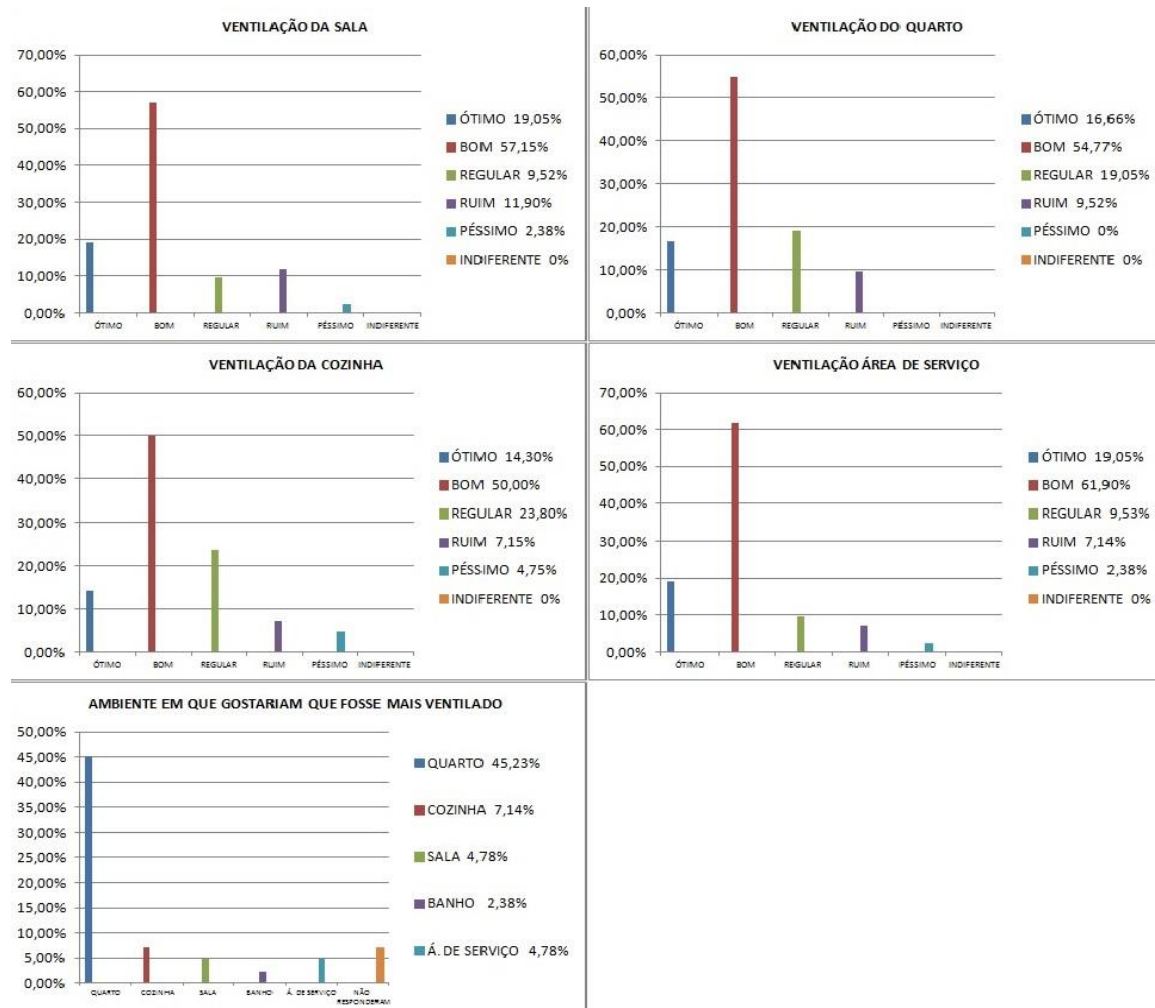 VENTILAÇÃO DA SALA
70,00%
60,00%
50,00%
40,00%
30,00%
20,00%
10,00%
0,00%
ÓTIMO
BOM
REGULAR
RUIM
PÉSSIMO
INDIFERENTE
ÓTIMO 19,05%
BOM 57,15%
REGULAR 9,52%
RUIM 11,90%
PÉSSIMO 2,38%
INDIFERENTE 0%
VENTILAÇÃO DO QUARTO
60,00%
50,00%
40,00%
30,00%
20,00%
10,00%
0,00%
ÓTIMO
BOM
REGULAR
RUIM
PÉSSIMO
INDIFERENTE
ÓTIMO 16,66%
BOM 54,77%
REGULAR 19,05%
RUIM 9,52%
PÉSSIMO 0%
INDIFERENTE 0%
VENTILAÇÃO DA COZINHA
60,00%
50,00%
40,00%
30,00%
20,00%
10,00%
0,00%
ÓTIMO
BOM
REGULAR
RUIM
PÉSSIMO
INDIFERENTE
ÓTIMO 14,30%
BOM 50,00%
REGULAR 23,80%
RUIM 7,15%
PÉSSIMO 4,75%
INDIFERENTE 0%
VENTILAÇÃO ÁREA DE SERVIÇO
70,00%
60,00%
50,00%
40,00%
30,00%
20,00%
10,00%
0,00%
ÓTIMO
BOM
REGULAR
RUIM
PÉSSIMO
INDIFERENTE
ÓTIMO 19,05%
BOM 61,90%
REGULAR 9,53%
RUIM 7,14%
PÉSSIMO 2,38%
INDIFERENTE 0%
AMBIENTE EM QUE GOSTARIAM QUE FOSSE MAIS VENTILADO
50,00%
45,00%
40,00%
35,00%
30,00%
25,00%
20,00%
15,00%
10,00%
5,00%
0,00%
QUARTO
COZINHA
SALA
BANHO
Á. DE SERVIÇO
NÃO
RESPONDERAM
QUARTO 45,23%
COZINHA 7,14%
SALA 4,78%
BANHO 2,38%
Á. DE SERVIÇO 4,78%